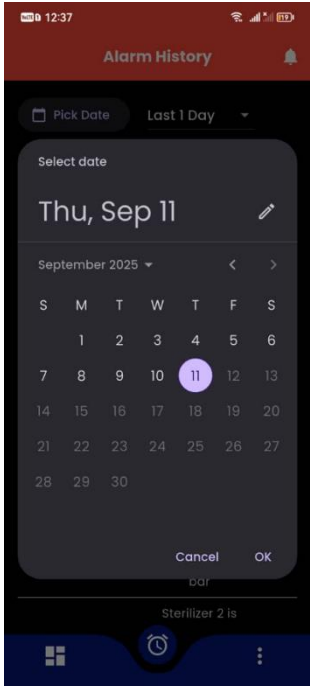 12:37
Alarm History
Pick Date Last 1 Day
Select date
Thu, Sep 11
September 2025
S M T W T F S
1 2 3 4 5 6
7 8 9 10 11 12 13
14 15 16 17 18 19 20
21 22 23 24 25 26 27
28 29 30
Cancel OK
bar
Sterilizer 2 is